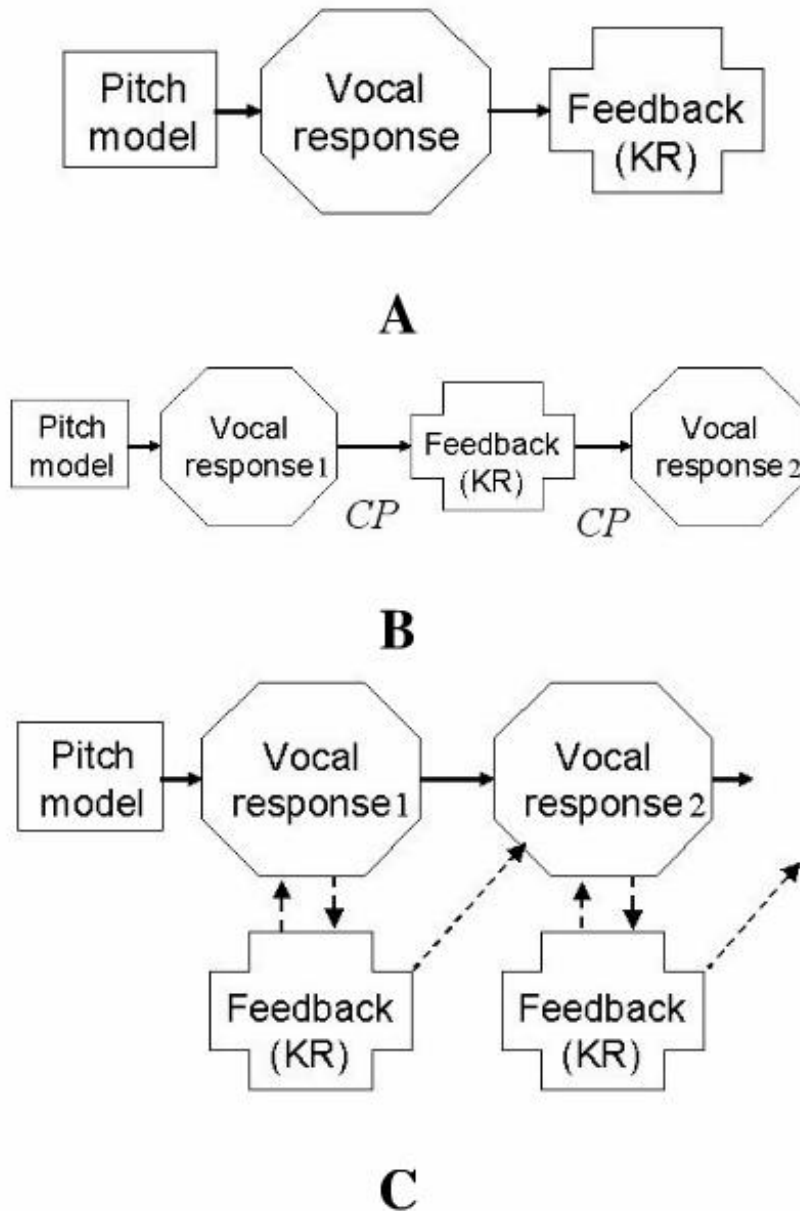 Pitch
model
Vocal
response
Feedback
(KR)
A
Pitch
model
Vocal
response1
CP
Feedback
(KR)
CP
Vocal
response2
B
Pitch
model
Vocal
response1
Vocal
response2
Feedback
(KR)
Feedback
(KR)
C